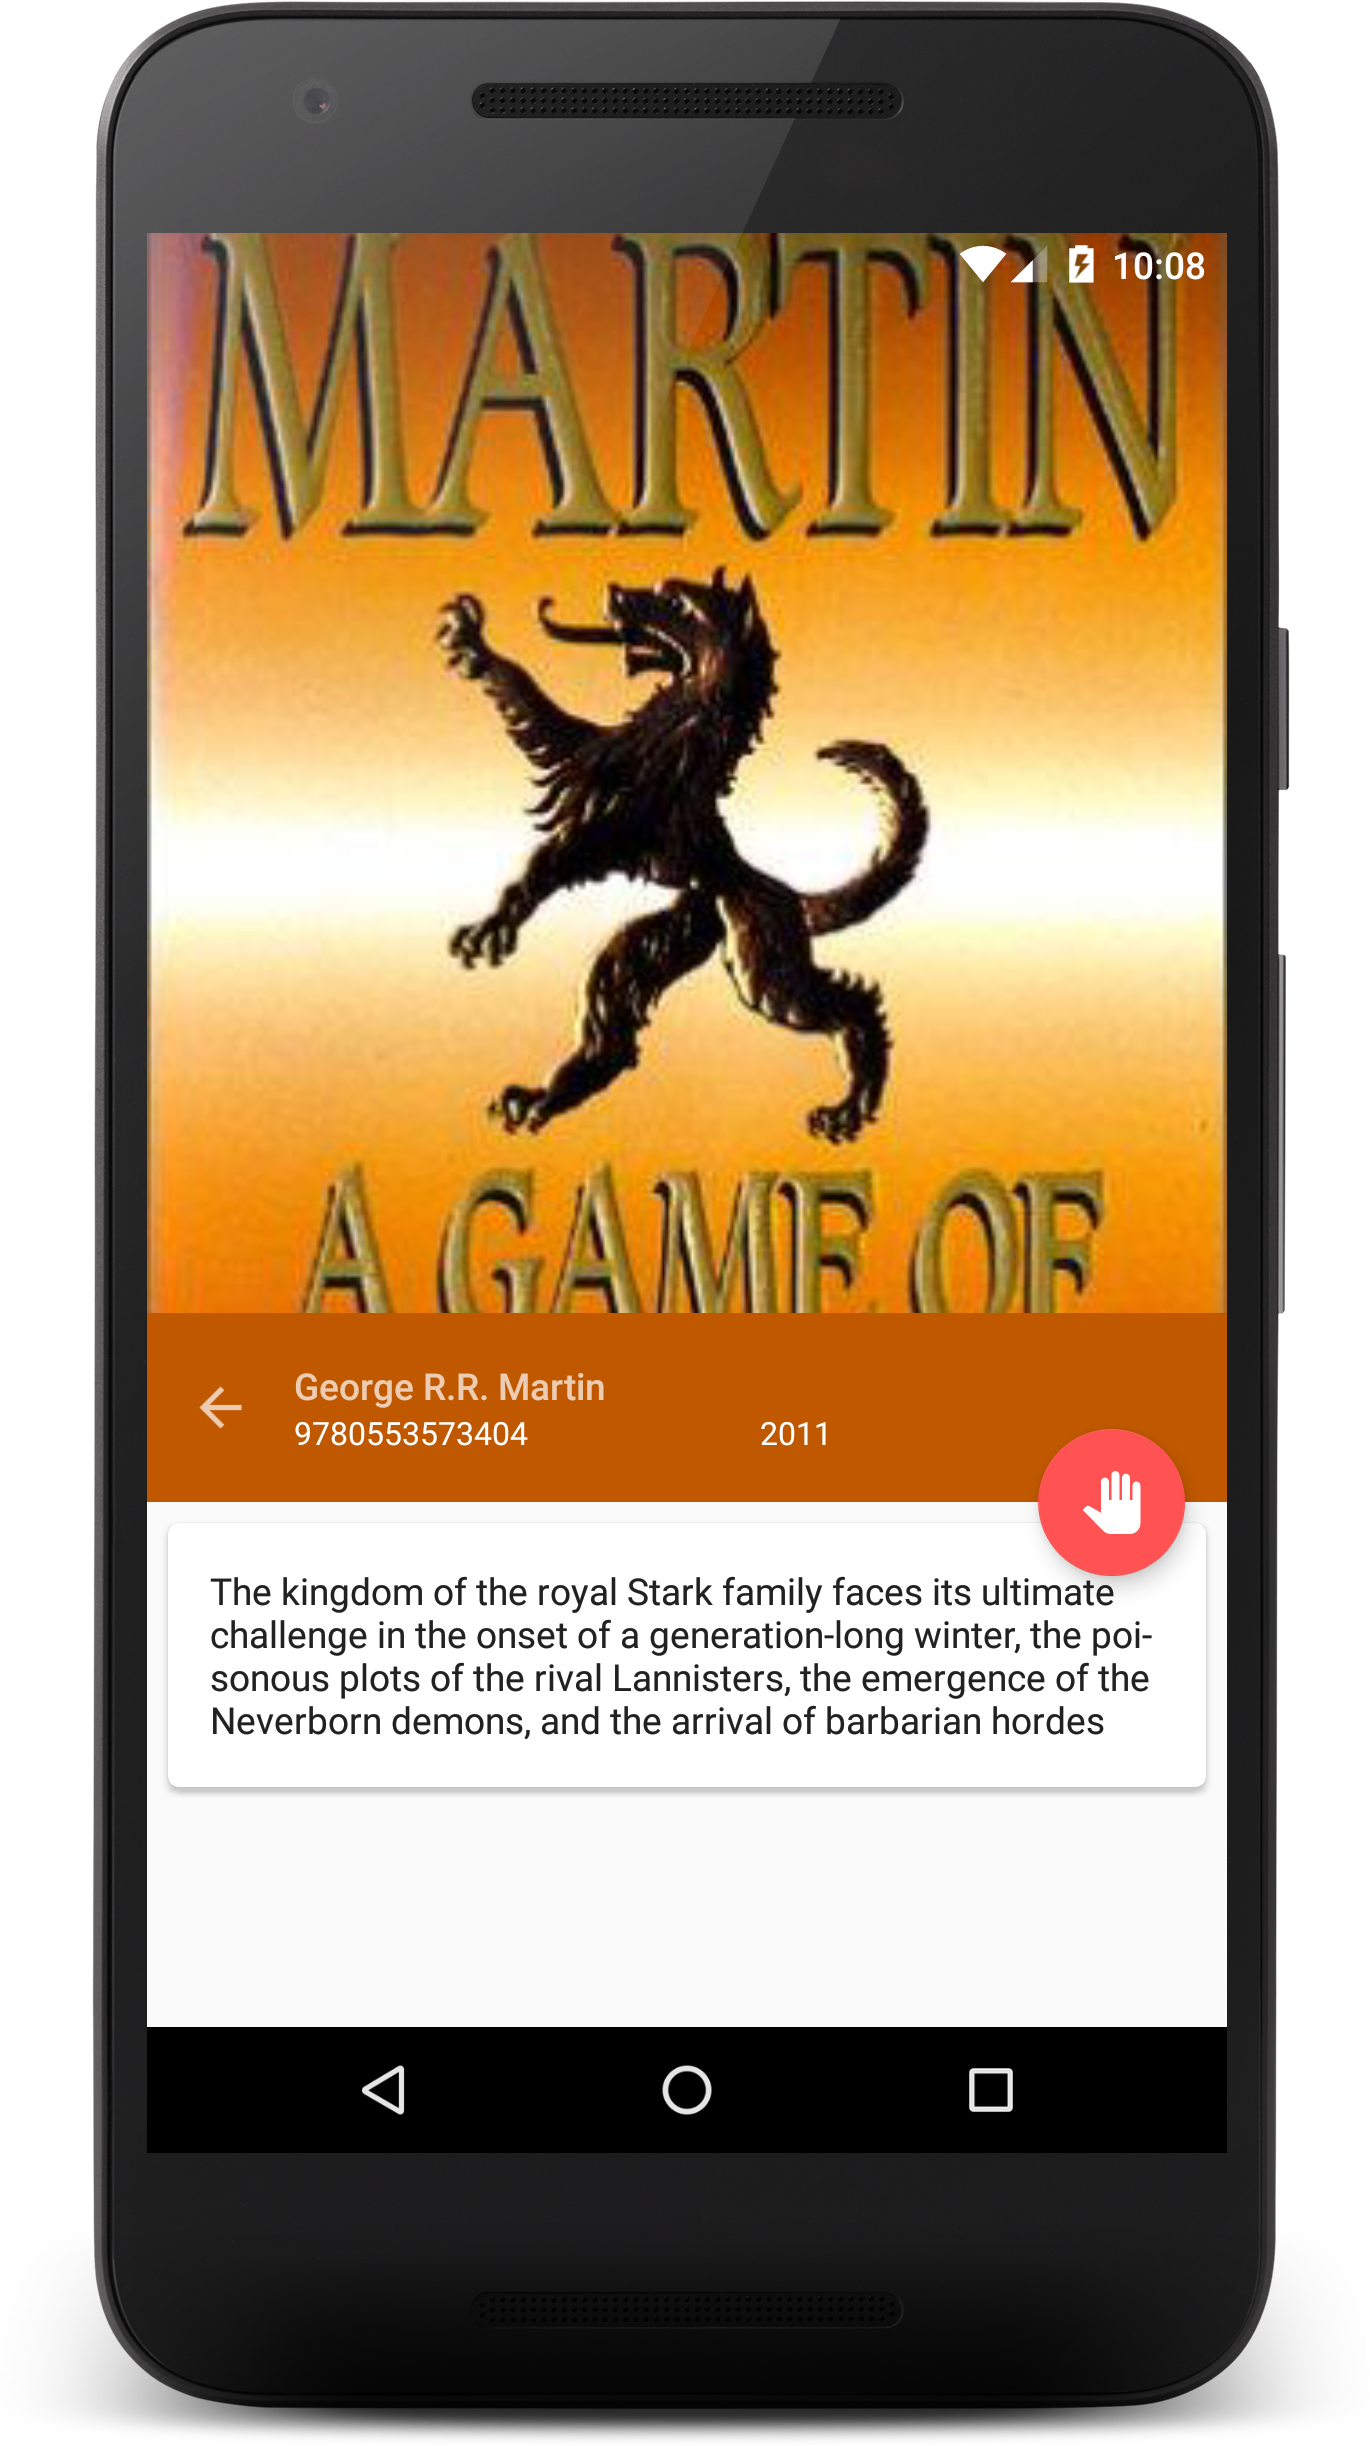 MARTIN
10:08
A GAME OF
George R.R. Martin
9780553573404 2011
The kingdom of the royal Stark family faces its ultimate
challenge in the onset of a generation-long winter, the poi-
sonous plots of the rival Lannisters, the emergence of the
Neverborn demons, and the arrival of barbarian hordes